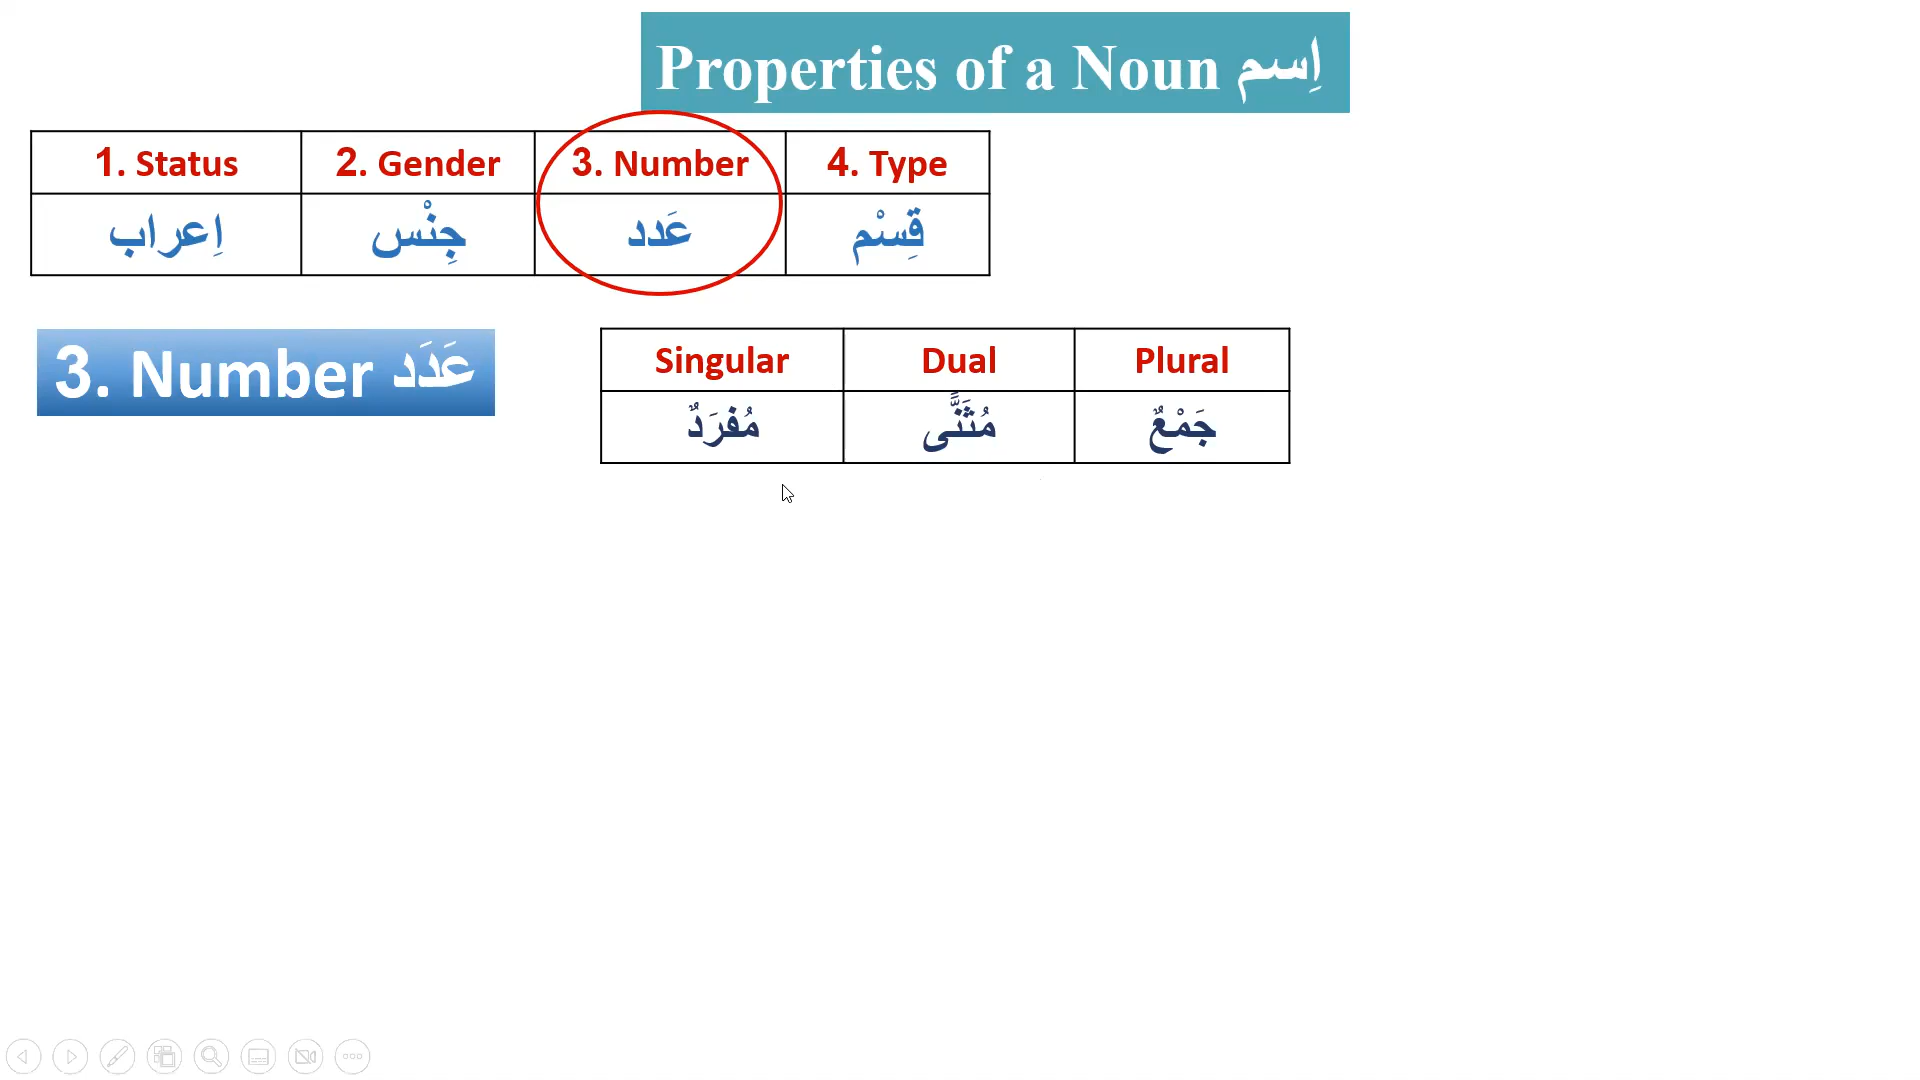 Properties of a Noun اِسم
1. Status 2. Gender 3. Number 4. Type
اِعراب جِنْس عَدد قِسْم
3. Number عَدَد
Singular Dual Plural
مُفرَدٌ مُثَنًّى جَمْعٌ